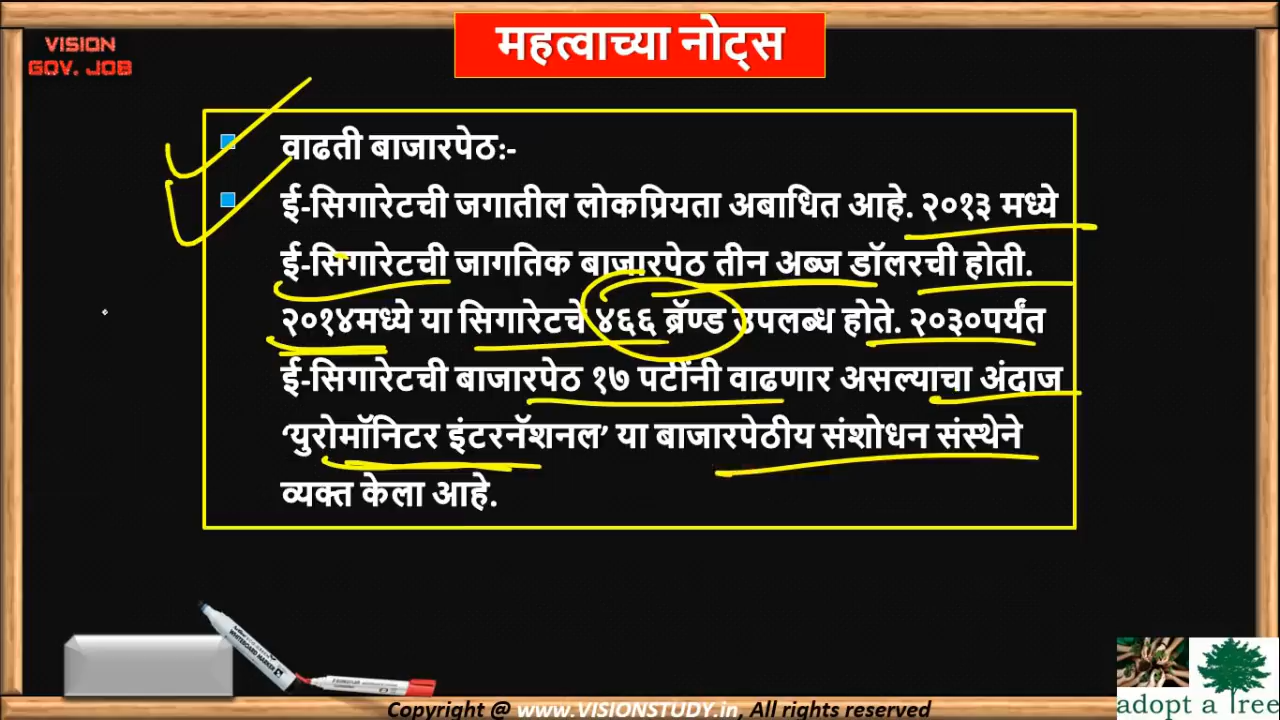 महत्वाच्या नोट्स
VISION
GOV. JOB
वाढती बाजारपेठः-
ई-सिगारेटची जगातील लोकप्रियता अबाधित आहे. २०१३ मध्ये
ई-सिगारेटची जागतिक बाजारपेठ तीन अब्ज डॉलरची होती.
२०१४मध्ये या सिगारेटचे ४६६ ब्रॅण्ड उपलब्ध होते. २०३०पर्यंत
ई-सिगारेटची बाजारपेठ १७ पटींनी वाढणार असल्याचा अंदाज
‘युरोमॉनिटर इंटरनॅशनल’ या बाजारपेठीय संशोधन संस्थेने
व्यक्त केला आहे.
WHITEBOARD MARKER
adopt a Tree
Copyright @ www.VISIONSTUDY.in, All rights reserved